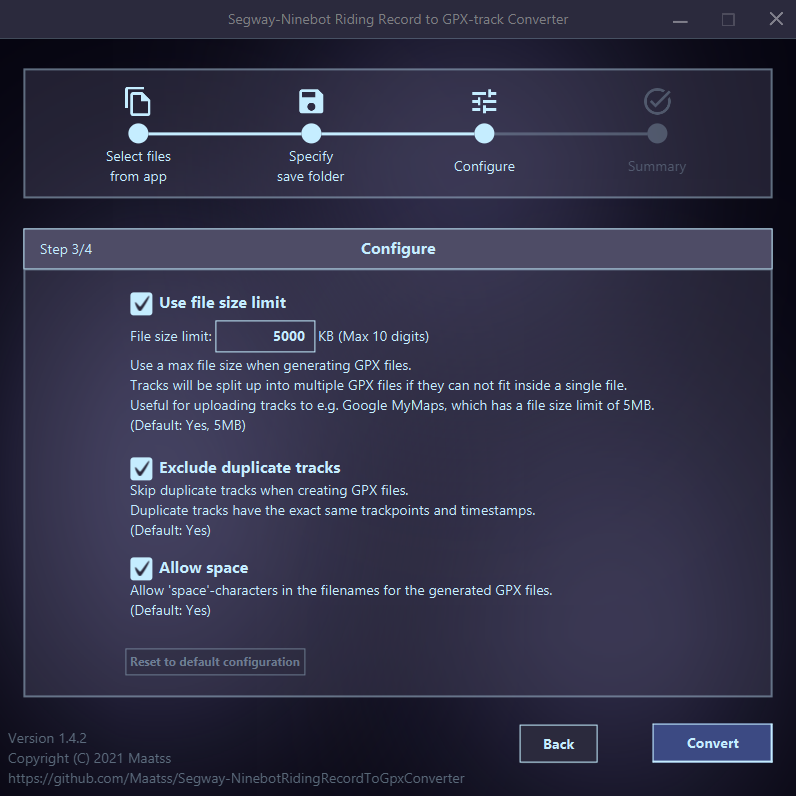 Segway-Ninebot Riding Record to GPX-track Converter
Select files
from app
Specify
save folder
Configure
Summary
Step 3/4
Configure
Use file size limit
File size limit: 5000 KB (Max 10 digits)
Use a max file size when generating GPX files.
Tracks will be split up into multiple GPX files if they can not fit inside a single file.
Useful for uploading tracks to e.g. Google MyMaps, which has a file size limit of 5MB.
(Default: Yes, 5MB)
Exclude duplicate tracks
Skip duplicate tracks when creating GPX files.
Duplicate tracks have the exact same trackpoints and timestamps.
(Default: Yes)
Allow space
Allow 'space'-characters in the filenames for the generated GPX files.
(Default: Yes)
Reset to default configuration
Version 1.4.2
Copyright (C) 2021 Maatss
https://github.com/Maatss/Segway-NinebotRidingRecordToGpxConverter
Back
Convert